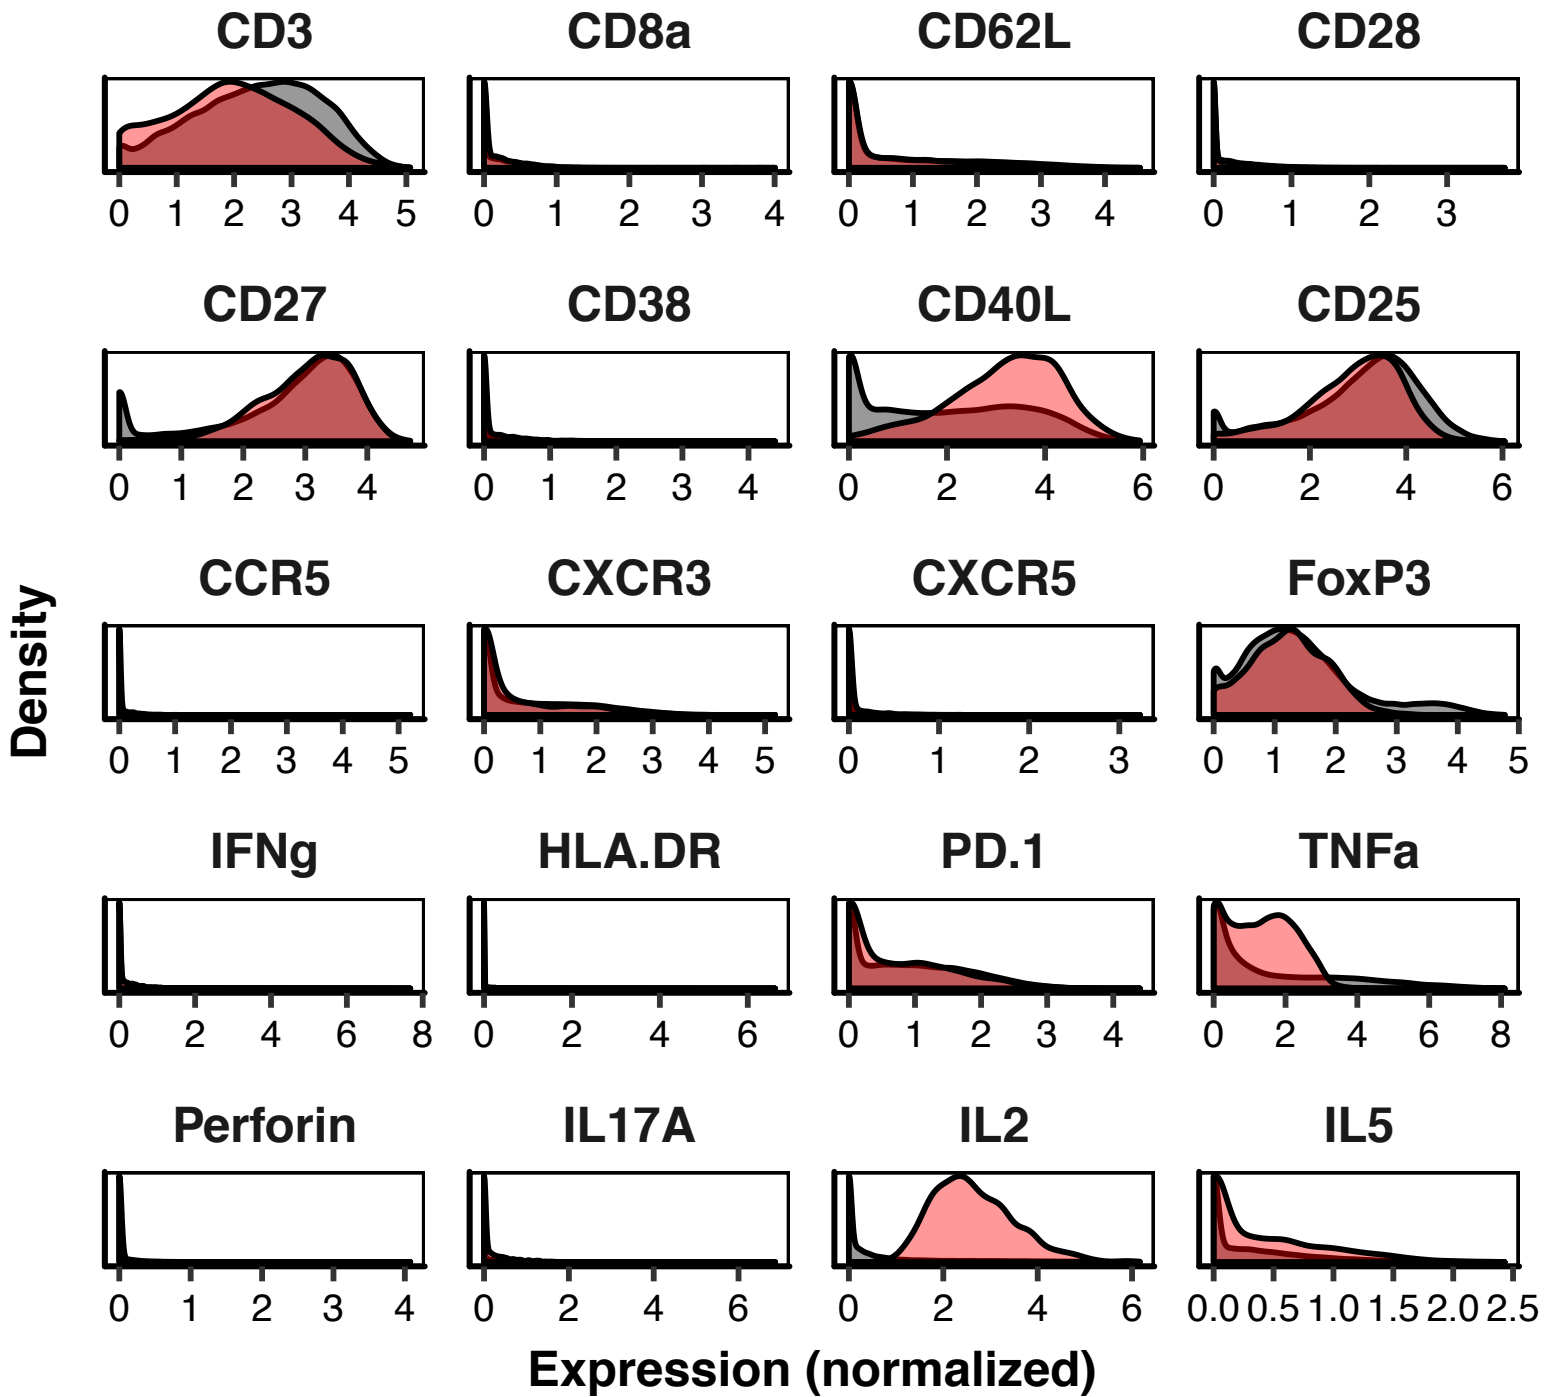 CD3 CD8a CD62L CD28
0 1 2 3 4 5 0 1 2 3 4 0 1 2 3 4 0 1 2 3
CD27 CD38 CD40L CD25
0 1 2 3 4 0 1 2 3 4 0 2 4 6 0 2 4 6
CCR5 CXCR3 CXCR5 FoxP3
0 1 2 3 4 5 0 1 2 3 4 5 0 1 2 3 0 1 2 3 4 5
Density
IFNg HLA.DR PD.1 TNFa
0 2 4 6 8 0 2 4 6 0 1 2 3 4 0 2 4 6 8
Perforin IL17A IL2 IL5
0 1 2 3 4 0 2 4 6 0 2 4 6 0.0 0.5 1.0 1.5 2.0 2.5
Expression (normalized)